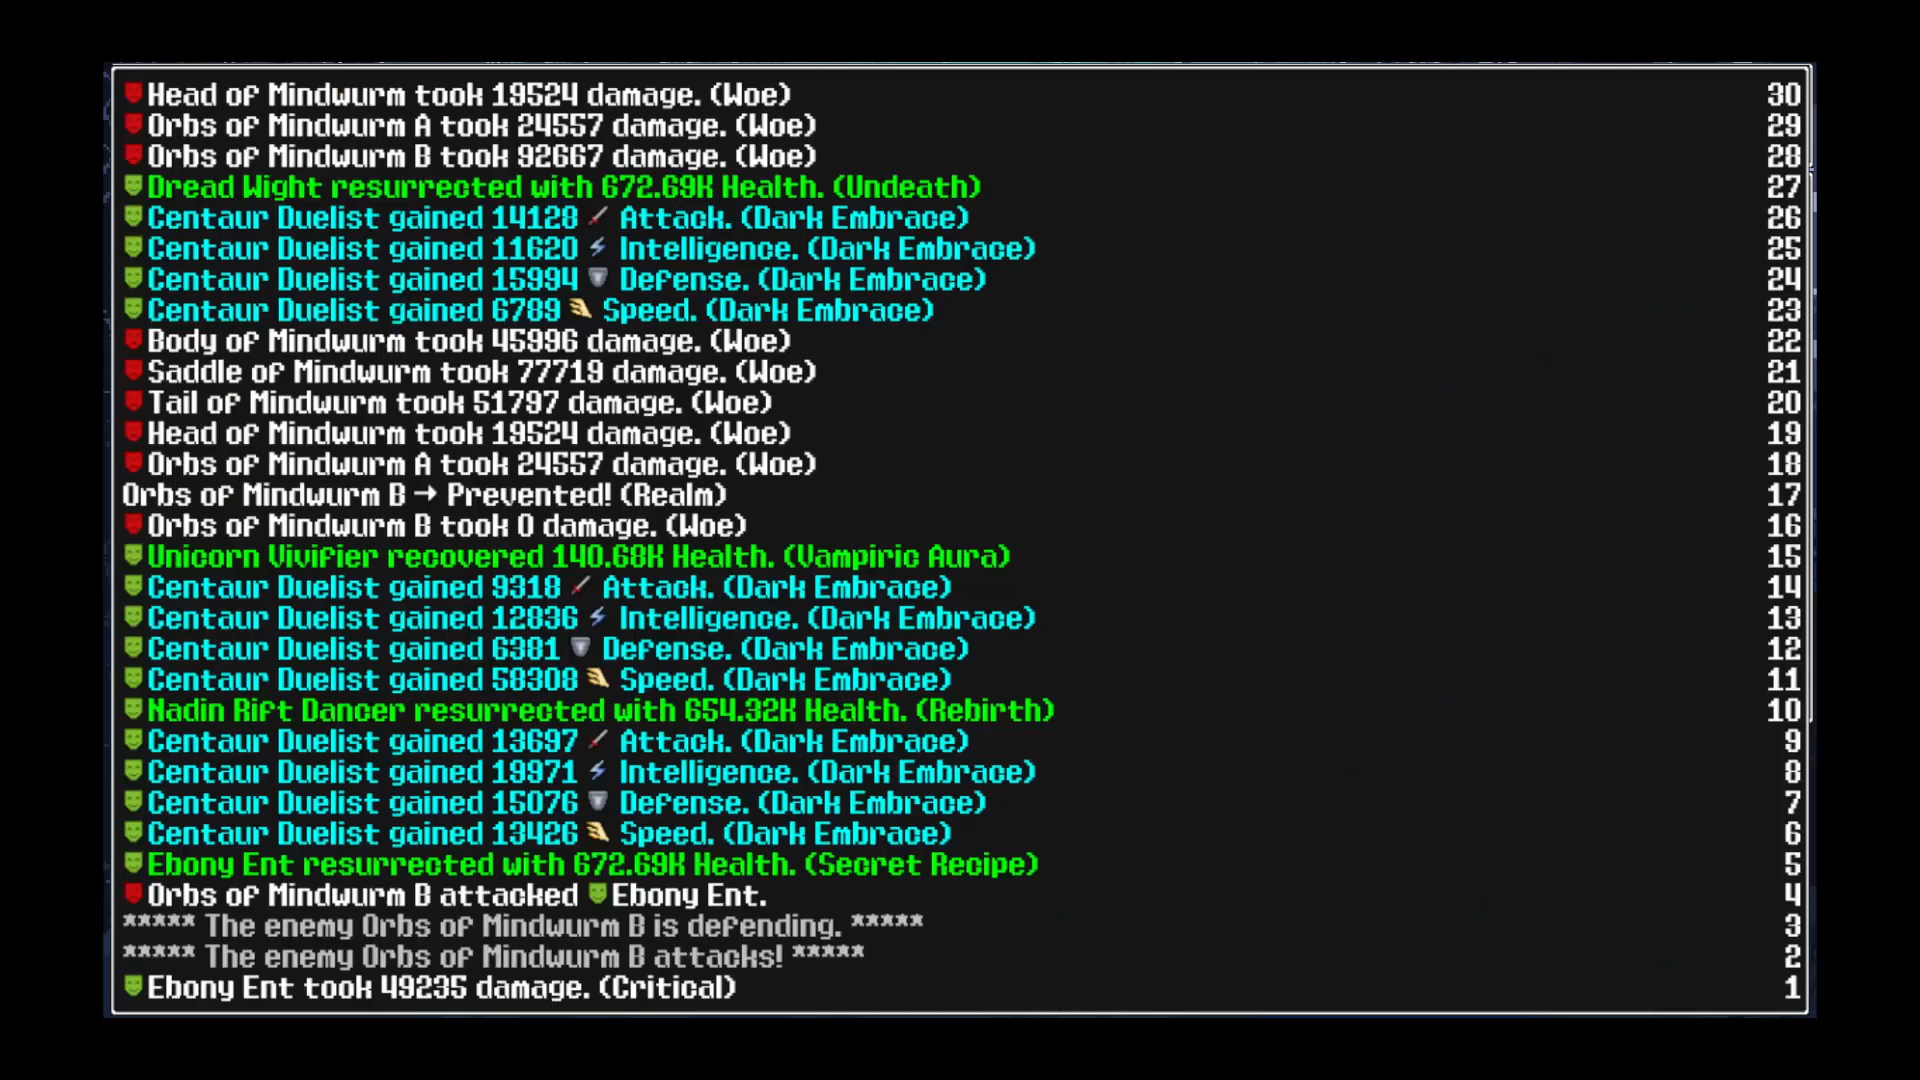 Head of Mindwurm took 19524 damage. (Woe) 30
Orbs of Mindwurm A took 24557 damage. (Woe) 29
Orbs of Mindwurm B took 92667 damage. (Woe) 28
Dread Wight resurrected with 672.69K Health. (Undeath) 27
Centaur Duelist gained 14128 Attack. (Dark Embrace) 26
Centaur Duelist gained 11620 Intelligence. (Dark Embrace) 25
Centaur Duelist gained 15994 Defense. (Dark Embrace) 24
Centaur Duelist gained 6789 Speed. (Dark Embrace) 23
Body of Mindwurm took 45996 damage. (Woe) 22
Saddle of Mindwurm took 77719 damage. (Woe) 21
Tail of Mindwurm took 51797 damage. (Woe) 20
Head of Mindwurm took 19524 damage. (Woe) 19
Orbs of Mindwurm A took 24557 damage. (Woe) 18
Orbs of Mindwurm B → Prevented! (Realm) 17
Orbs of Mindwurm B took 0 damage. (Woe) 16
Unicorn Vivifier recovered 140.68K Health. (Vampiric Aura) 15
Centaur Duelist gained 9318 Attack. (Dark Embrace) 14
Centaur Duelist gained 12836 Intelligence. (Dark Embrace) 13
Centaur Duelist gained 6381 Defense. (Dark Embrace) 12
Centaur Duelist gained 58308 Speed. (Dark Embrace) 11
Nadin Rift Dancer resurrected with 654.32K Health. (Rebirth) 10
Centaur Duelist gained 13697 Attack. (Dark Embrace) 9
Centaur Duelist gained 19971 Intelligence. (Dark Embrace) 8
Centaur Duelist gained 15076 Defense. (Dark Embrace) 7
Centaur Duelist gained 13426 Speed. (Dark Embrace) 6
Ebony Ent resurrected with 672.69K Health. (Secret Recipe) 5
Orbs of Mindwurm B attacked Ebony Ent. 4
***** The enemy Orbs of Mindwurm B is defending. ***** 3
***** The enemy Orbs of Mindwurm B attacks! ***** 2
Ebony Ent took 49235 damage. (Critical) 1